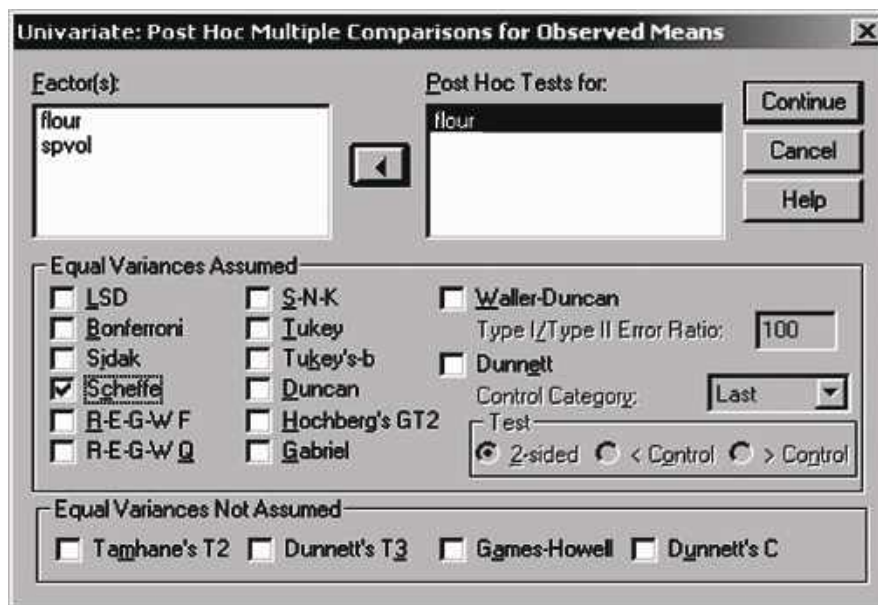 Univariate: Post Hoc Multiple Comparisons for Observed Means
Factor(s):
flour
spvol
Post Hoc Tests for:
flour
Continue
Cancel
Help
Equal Variances Assumed
LSD
Bonferroni
Sidak
Scheffe
R-E-G-W F
R-E-G-W Q
S-N-K
Tukey
Tukey's-b
Duncan
Hochberg's GT2
Gabriel
Waller-Duncan
Type I/Type II Error Ratio: 100
Dunnett
Control Category: Last
Test
2-sided < Control > Control
Equal Variances Not Assumed
Tamhane's T2 Dunnett's T3 Games-Howell Dunnett's C